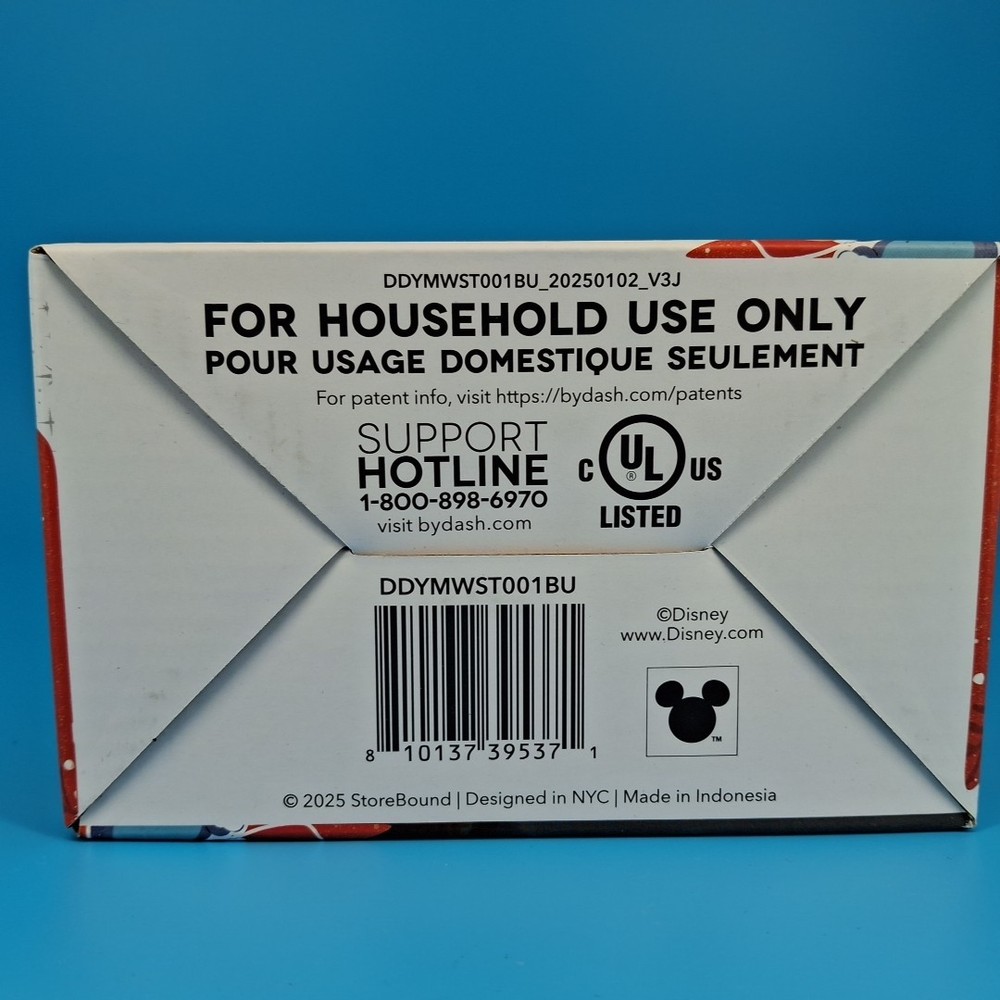 DDYMWST001BU_20250102_V3J
FOR HOUSEHOLD USE ONLY
POUR USAGE DOMESTIQUE SEULEMENT
For patent info, visit https://bydash.com/patents
SUPPORT
HOTLINE
1-800-898-6970
visit bydash.com
C UL ® US
LISTED
DDYMWST001BU
8 10137 39537 1
©Disney
www.Disney.com
TM
© 2025 StoreBound | Designed in NYC | Made in Indonesia